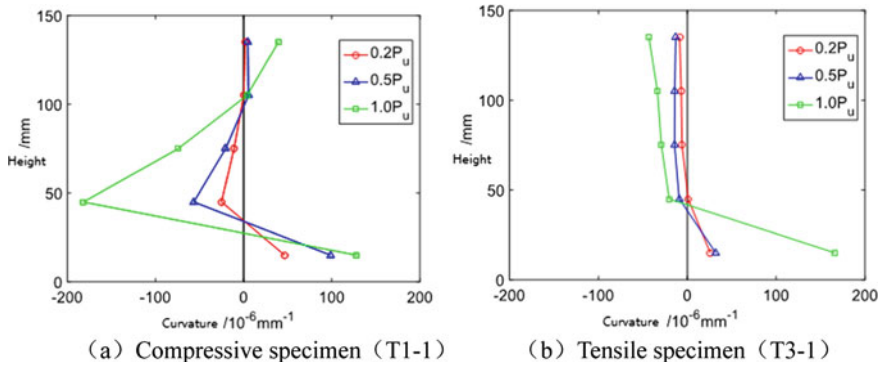 150
100
50
0
/mm
Height
0.2Pu
0.5Pu
1.0Pu
-200
-100
0
100
200
Curvature /10⁻⁶mm⁻¹
(a) Compressive specimen (T1-1)
150
100
50
0
/mm
Height
0.2Pu
0.5Pu
1.0Pu
-200
-100
0
100
200
Curvature /10⁻⁶mm⁻¹
(b) Tensile specimen (T3-1)